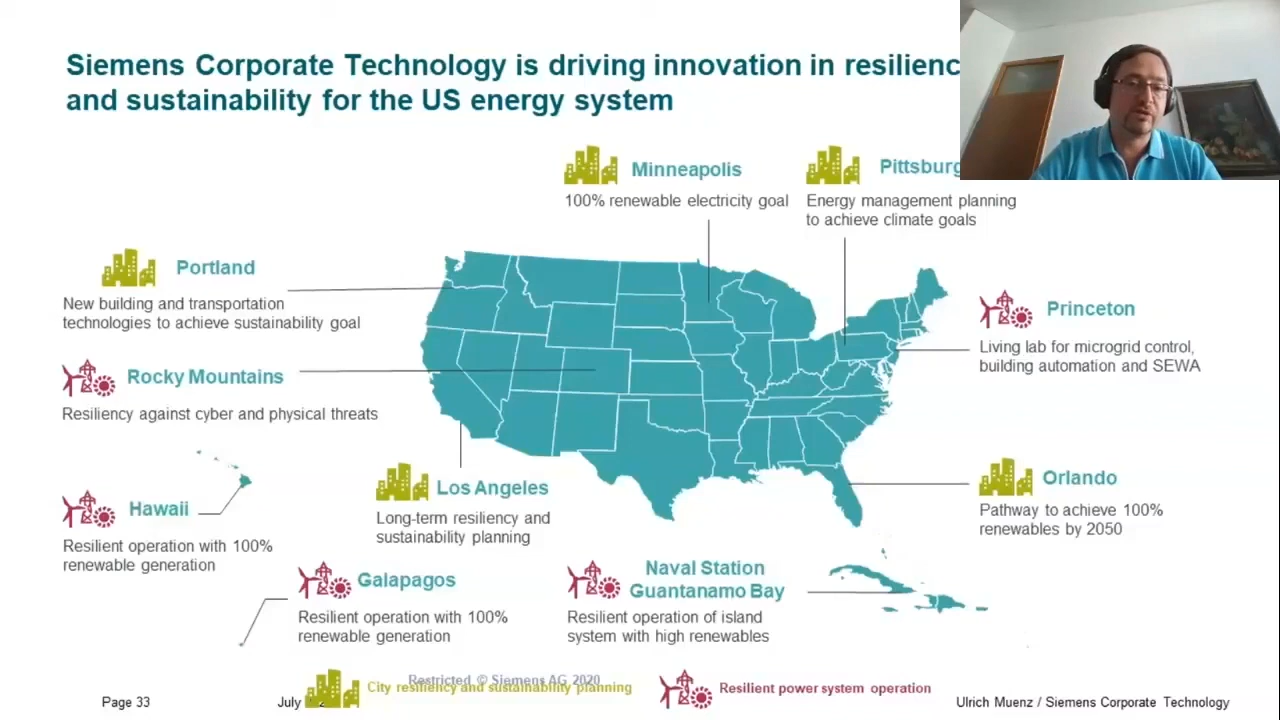 Siemens Corporate Technology is driving innovation in resilienc
and sustainability for the US energy system
Minneapolis
100% renewable electricity goal
Pittsburg
Energy management planning
to achieve climate goals
Portland
New building and transportation
technologies to achieve sustainability goal
Princeton
Living lab for microgrid control,
building automation and SEWA
Rocky Mountains
Resiliency against cyber and physical threats
Los Angeles
Long-term resiliency and
sustainability planning
Orlando
Pathway to achieve 100%
renewables by 2050
Hawaii
Resilient operation with 100%
renewable generation
Galapagos
Resilient operation with 100%
renewable generation
Naval Station
Guantanamo Bay
Resilient operation of island
system with high renewables
Restricted © Siemens AG 2020
City resiliency and sustainability planning
Resilient power system operation
Page 33
July
Ulrich Muenz / Siemens Corporate Technology